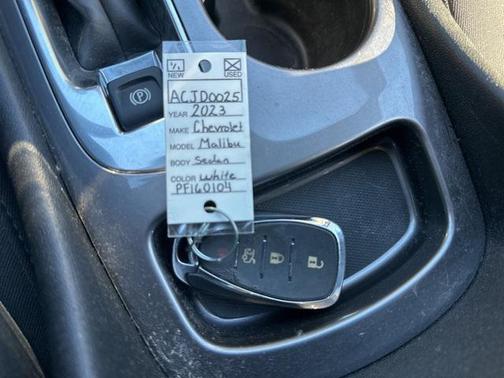 NEW USED
ACJD0025
YEAR 2023
MAKE Chevrolet
MODEL Malibu
BODY Sedan
COLOR White
PF160104
P